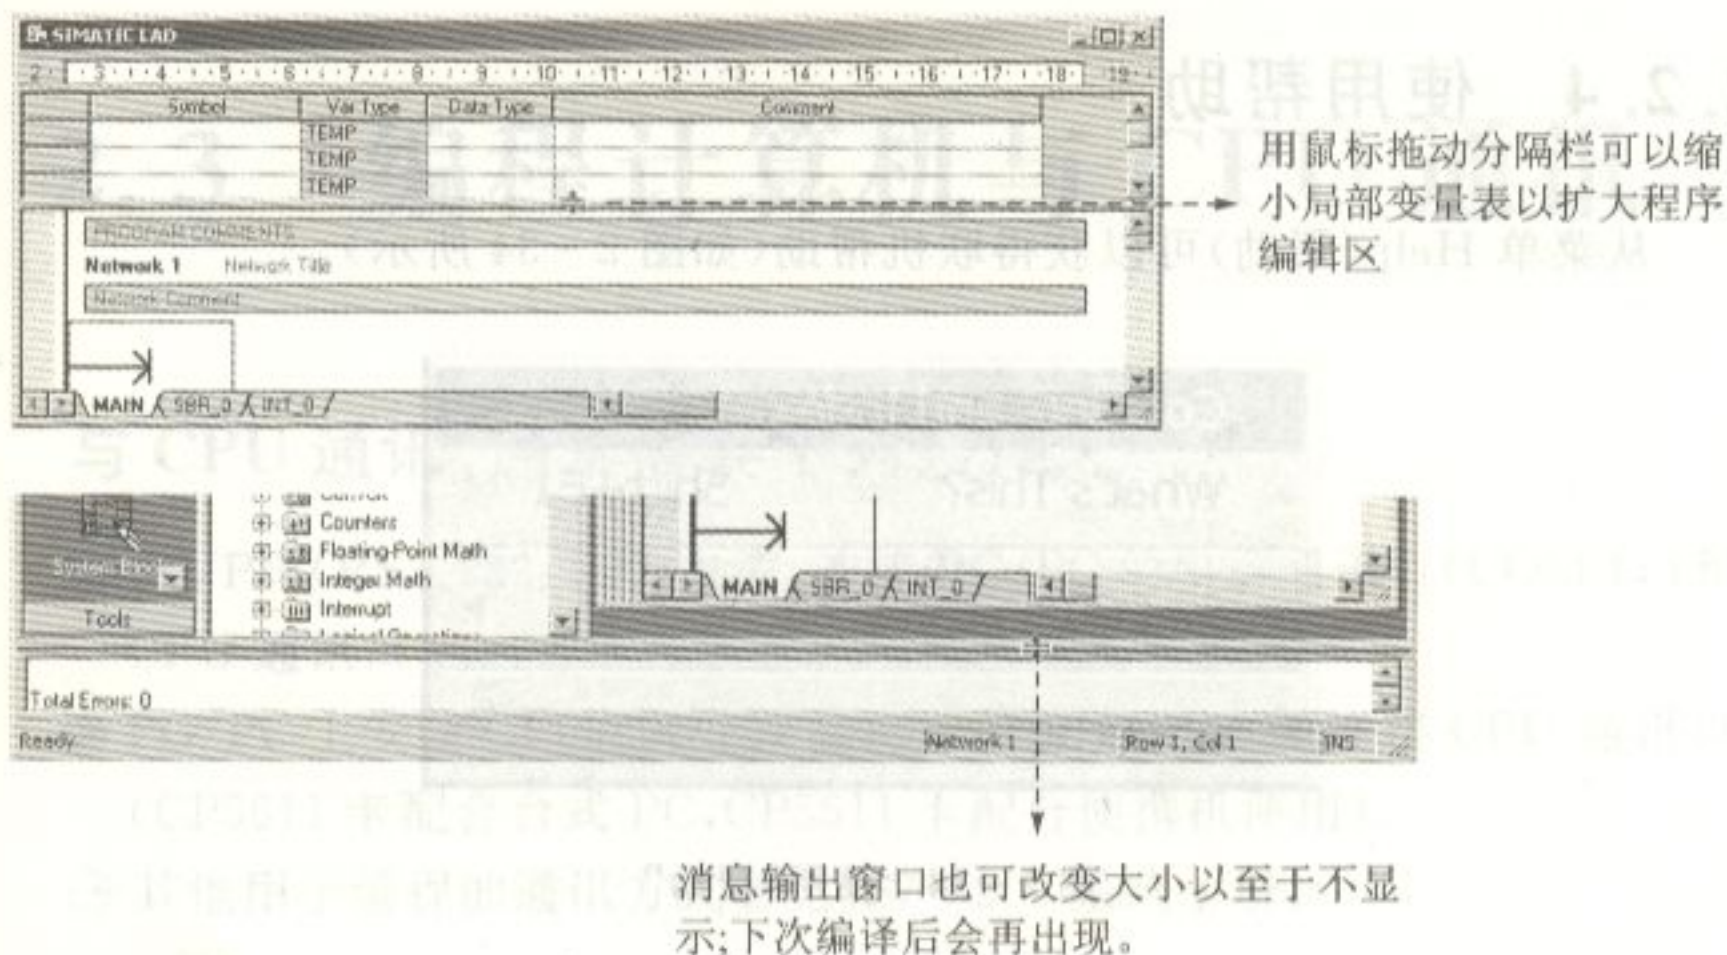 SIMATIC LAD
2 · 3 · 4 · 5 · 6 · 7 · 8 · 9 · 10 · 11 · 12 · 13 · 14 · 15 · 16 · 17 · 18 · 19
Symbol Var Type Data Type Comment
TEMP
TEMP
TEMP
用鼠标拖动分隔栏可以缩
小局部变量表以扩大程序
编辑区
PROGRAM COMMENTS
Network 1 Network Title
Network Comment
MAIN SBR_0 INT_0
Convert
Counters
Floating-Point Math
Integer Math
Interrupt
Logical Operations
System Block
Tools
MAIN SBR_0 INT_0
Total Errors: 0
Ready Network 1 Row 1, Col 1 INS
消息输出窗口也可改变大小以至于不显
示;下次编译后会再出现。